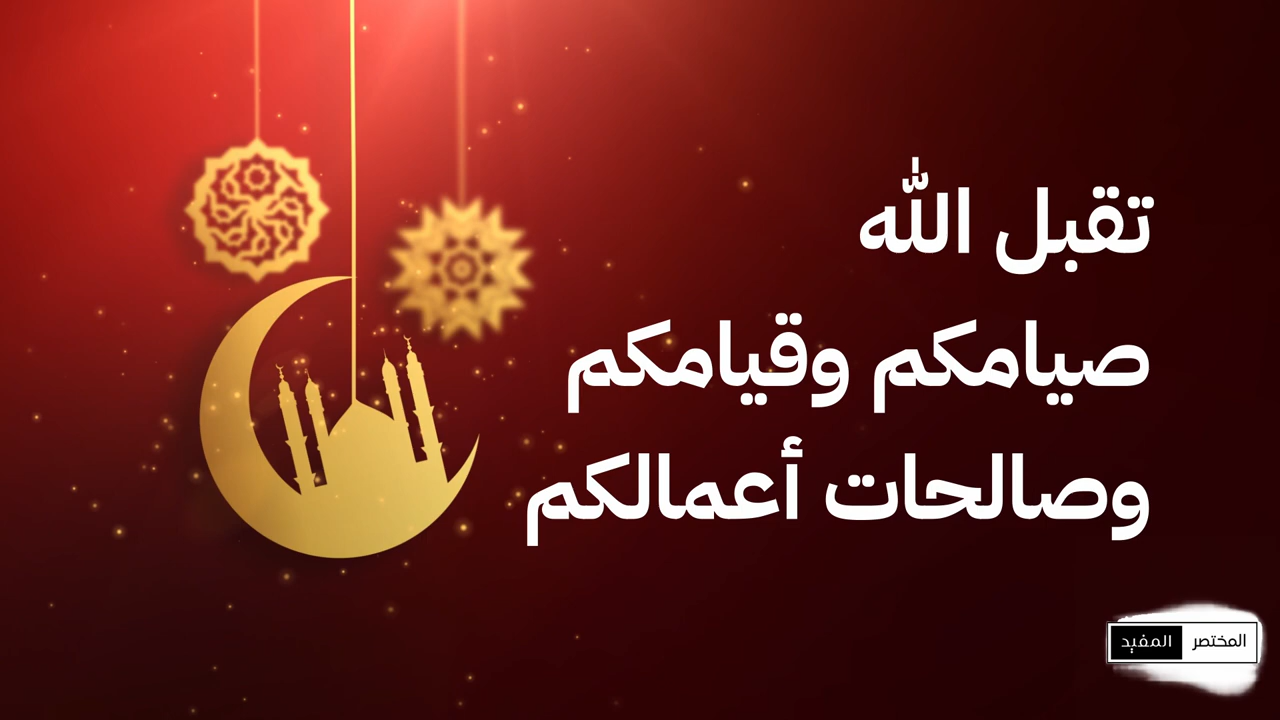 تقبل الله
صيامكم وقيامكم
وصالحات أعمالكم
المختصر المفيد